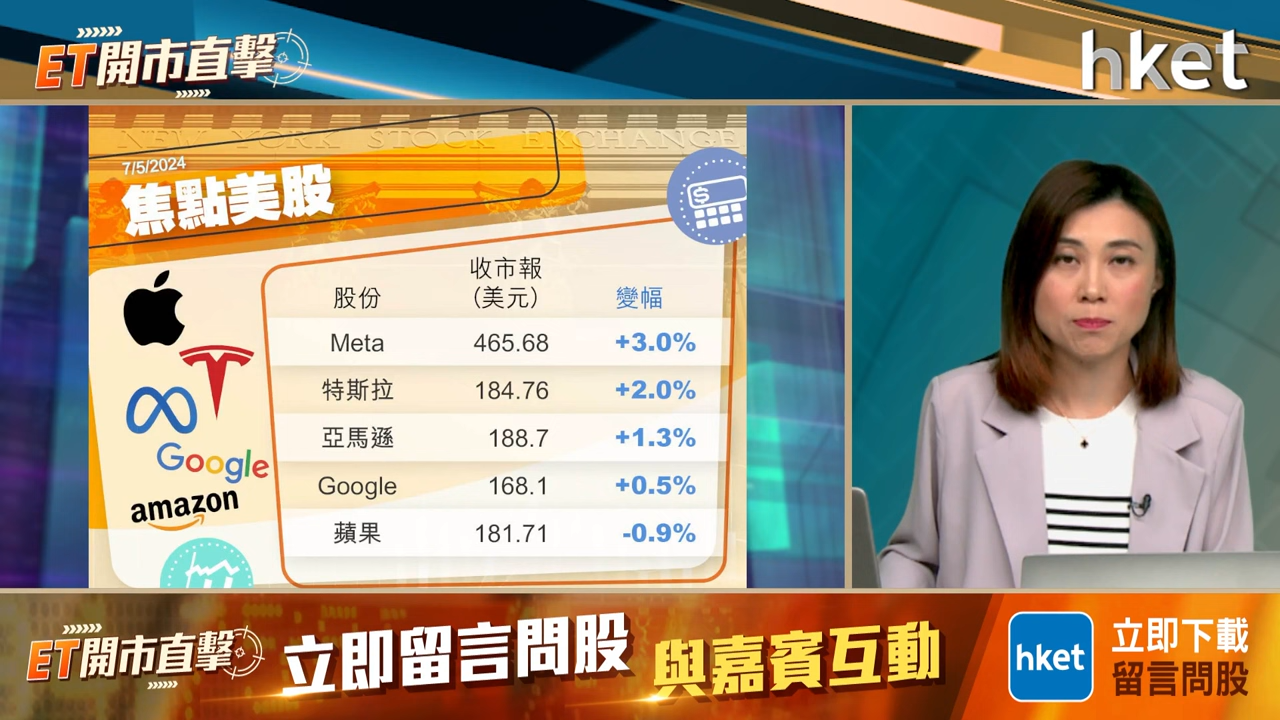 ET開市直擊
hket
NEW YORK STOCK EXCHANGE
7/5/2024
焦點美股
股份 收市報(美元) 變幅
Meta 465.68 +3.0%
特斯拉 184.76 +2.0%
亞馬遜 188.7 +1.3%
Google 168.1 +0.5%
蘋果 181.71 -0.9%
Google
amazon
ET開市直擊
立即留言問股 與嘉賓互動
hket
立即下載
留言問股